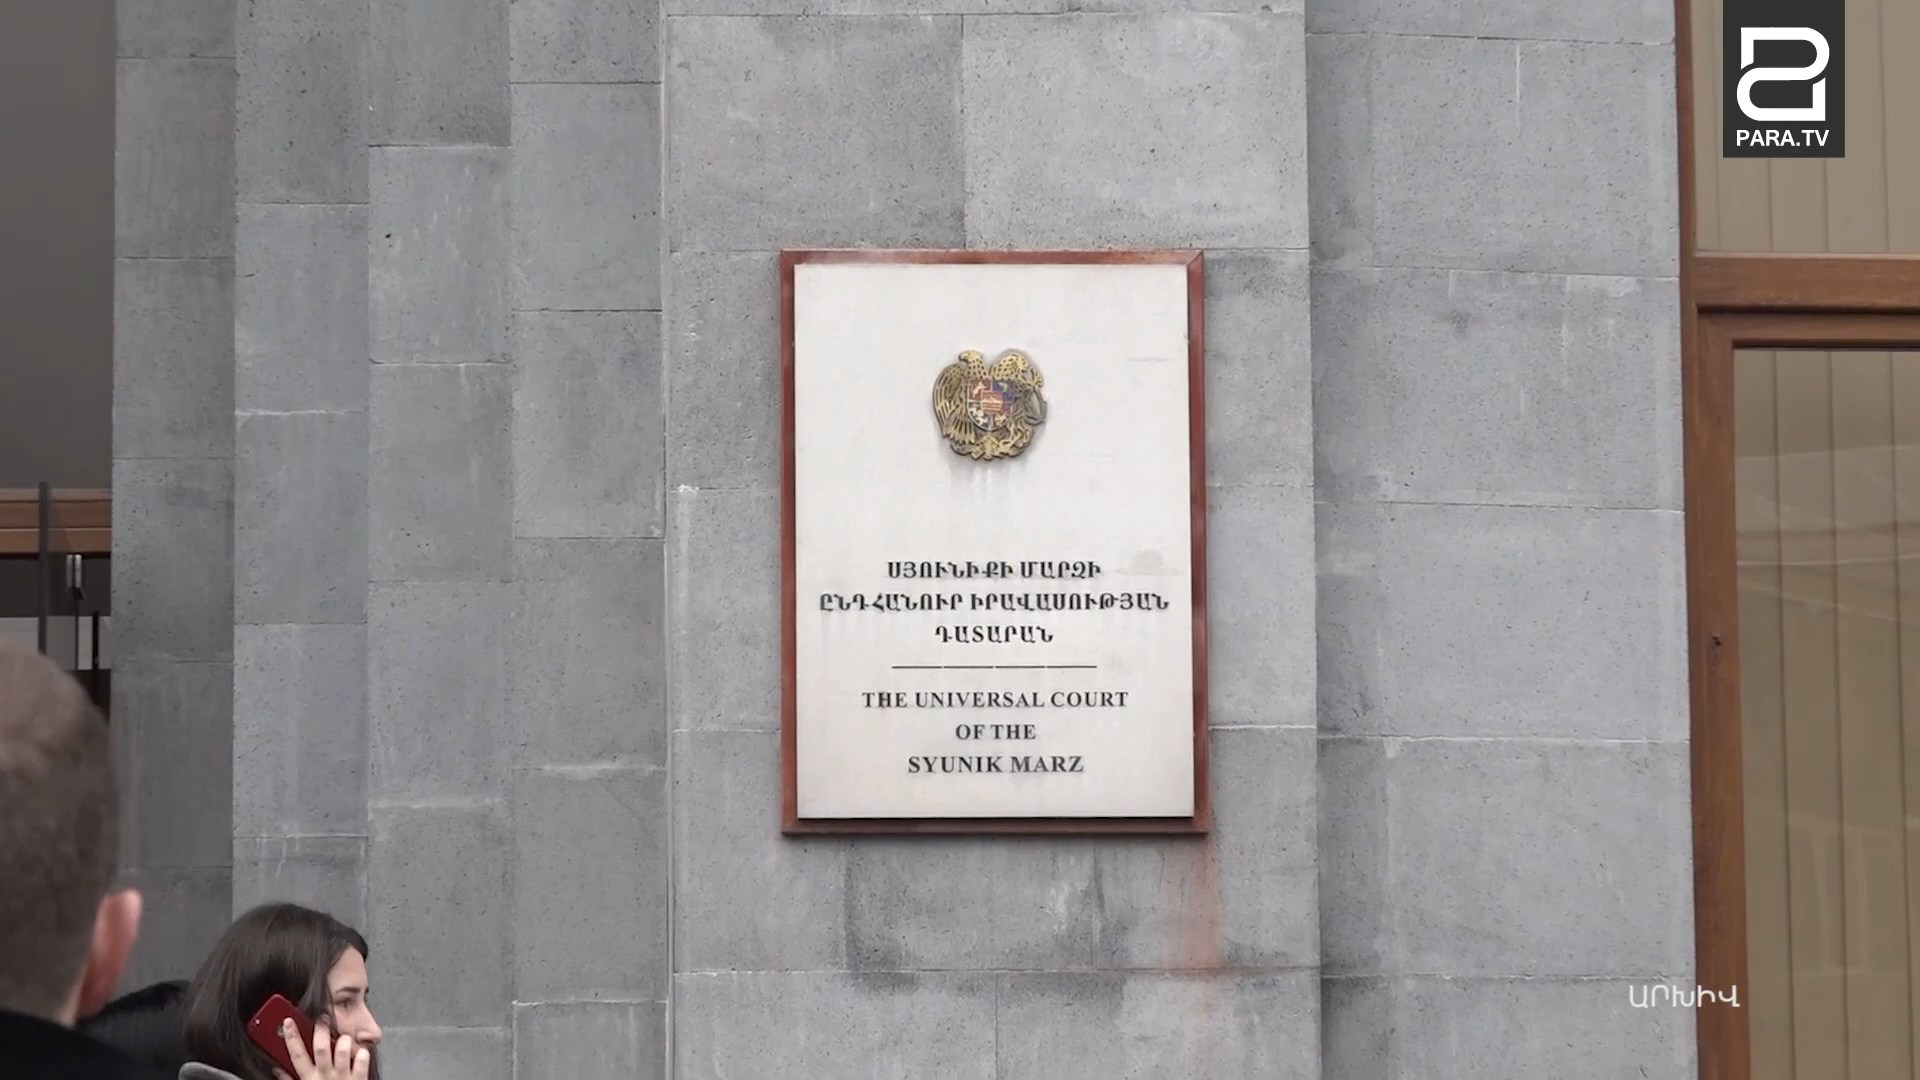 PARA.TV
ՍՅՈՒՆԻՔԻ ՄԱՐԶԻ
ԸՆԴՀԱՆՈՒՐ ԻՐԱՎԱՍՈՒԹՅԱՆ
ԴԱՏԱՐԱՆ
THE UNIVERSAL COURT
OF THE
SYUNIK MARZ
ԱՐԽԻՎ